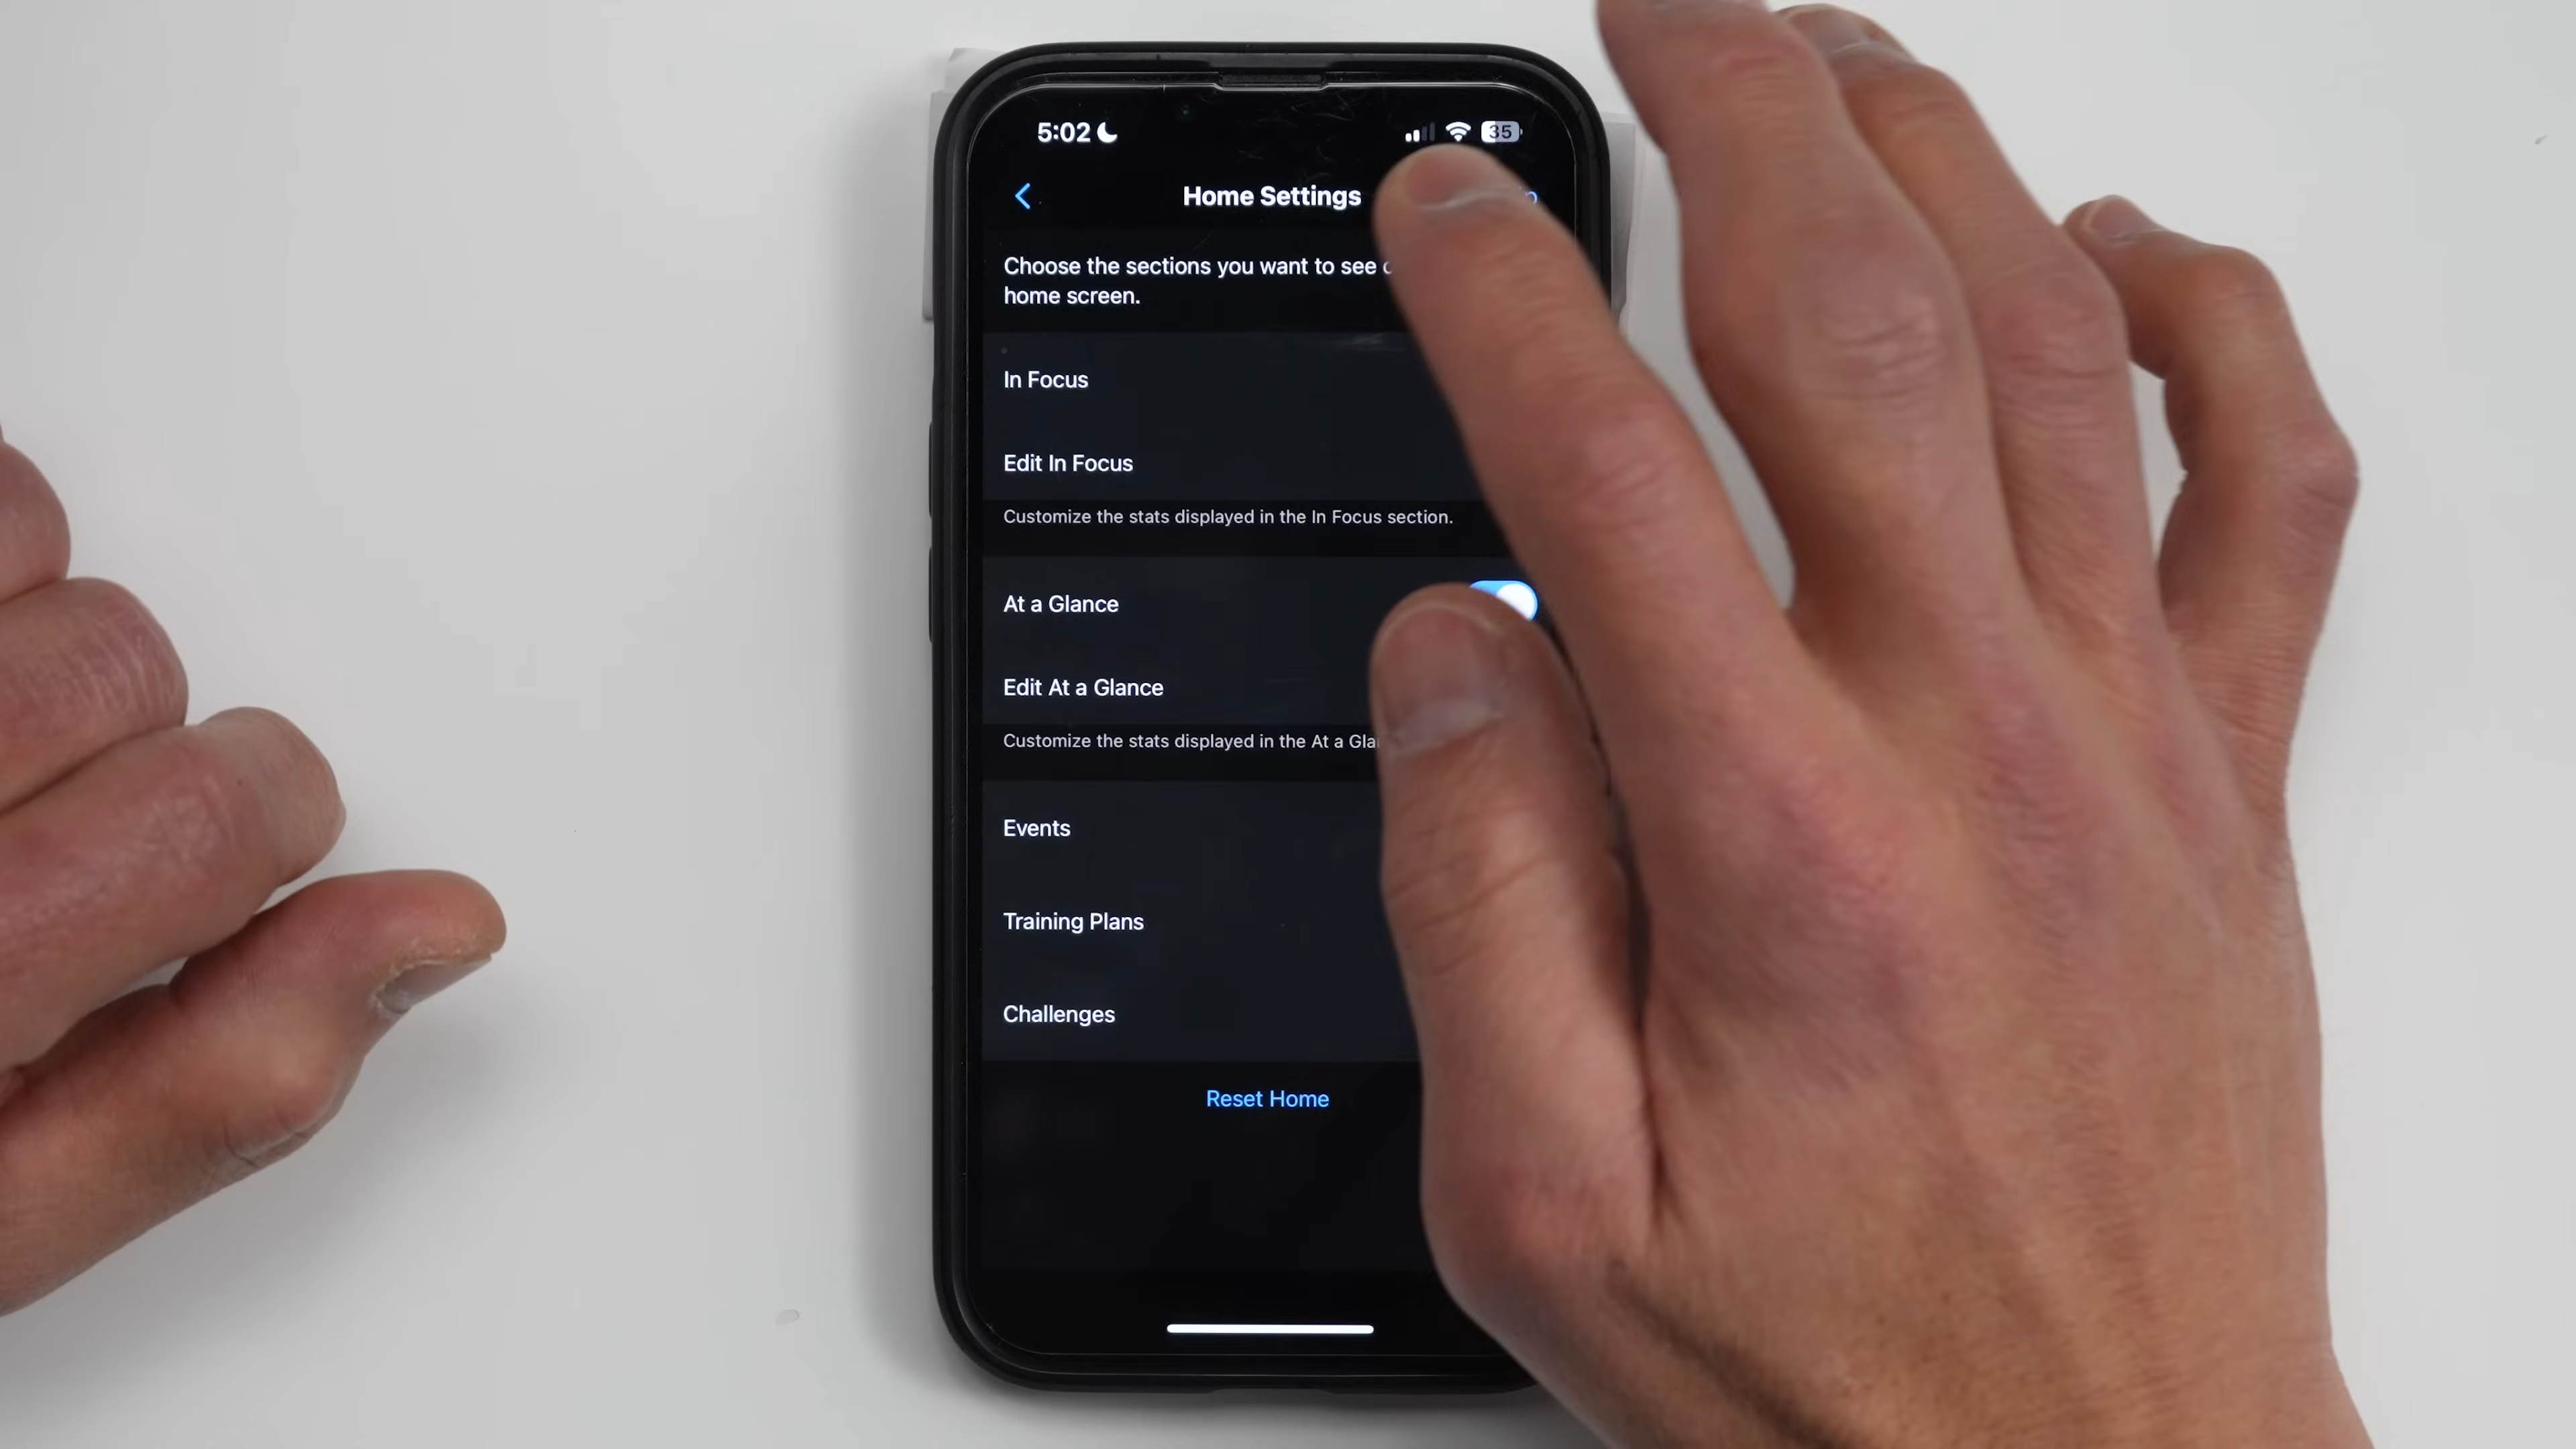 5:02
35
Home Settings
Choose the sections you want to see
home screen.
In Focus
Edit In Focus
Customize the stats displayed in the In Focus section.
At a Glance
Edit At a Glance
Customize the stats displayed in the At a
Events
Training Plans
Challenges
Reset Home